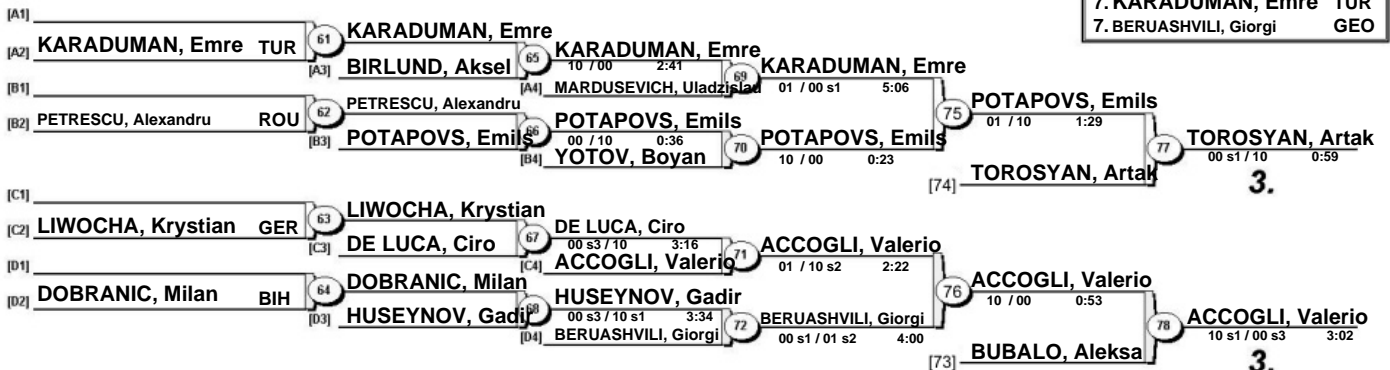 7. KARADUMAN, Emre TUR
7. BERUASHVILI, Giorgi GEO
[A1]
[A2] KARADUMAN, Emre TUR
61
KARADUMAN, Emre
[A3] BIRLUND, Aksel
65
KARADUMAN, Emre
10 / 00 2:41
[A4] MARDUSEVICH, Uladzislau
69
KARADUMAN, Emre
01 / 00 s1 5:06
[B1]
[B2] PETRESCU, Alexandru ROU
62
PETRESCU, Alexandru
[B3] POTAPOVS, Emils
66
POTAPOVS, Emils
00 / 10 0:36
[B4] YOTOV, Boyan
70
POTAPOVS, Emils
10 / 00 0:23
75
POTAPOVS, Emils
01 / 10 1:29
[74] TOROSYAN, Artak
77
TOROSYAN, Artak
00 s1 / 10 0:59
3.
[C1]
[C2] LIWOCHA, Krystian GER
63
LIWOCHA, Krystian
[C3] DE LUCA, Ciro
67
DE LUCA, Ciro
00 s3 / 10 3:16
[C4] ACCOGLI, Valerio
71
ACCOGLI, Valerio
01 / 10 s2 2:22
[D1]
[D2] DOBRANIC, Milan BIH
64
DOBRANIC, Milan
[D3] HUSEYNOV, Gadir
68
HUSEYNOV, Gadir
00 s3 / 10 s1 3:34
[D4] BERUASHVILI, Giorgi
72
BERUASHVILI, Giorgi
00 s1 / 01 s2 4:00
76
ACCOGLI, Valerio
10 / 00 0:53
[73] BUBALO, Aleksa
78
ACCOGLI, Valerio
10 s1 / 00 s3 3:02
3.